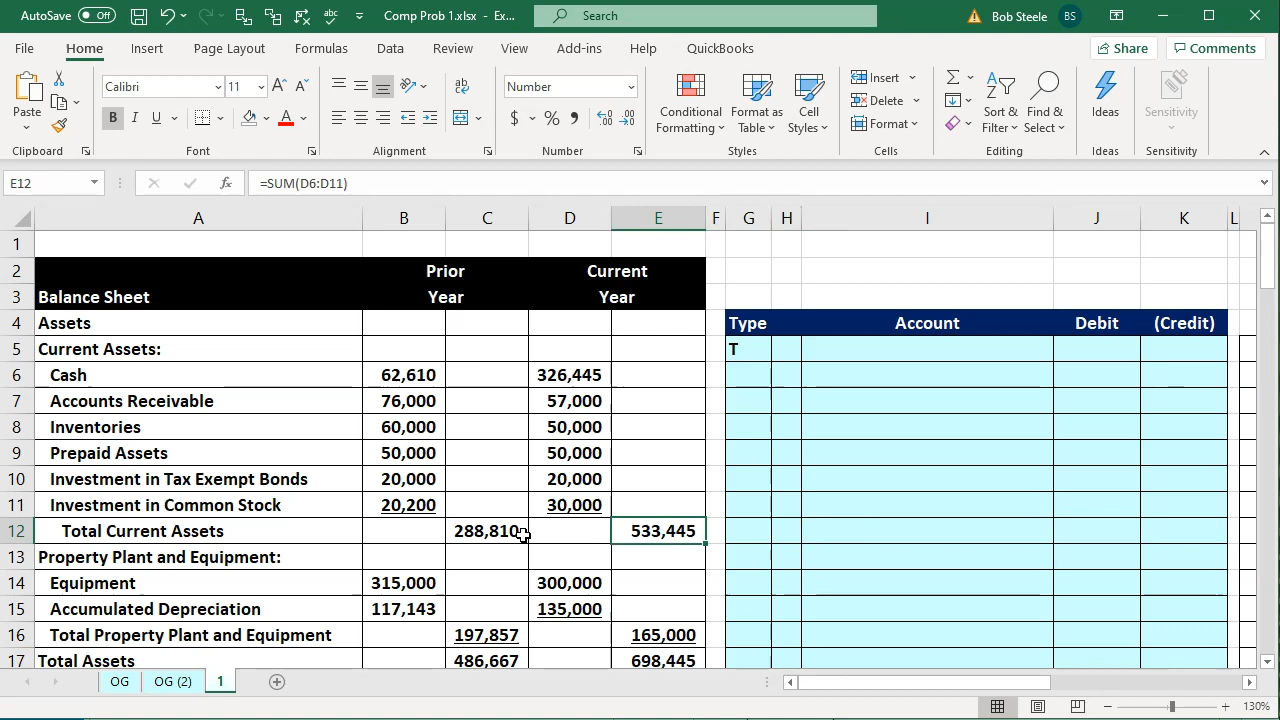 AutoSave Off Comp Prob 1.xlsx - Ex... Search Bob Steele BS
File Home Insert Page Layout Formulas Data Review View Add-ins Help QuickBooks Share Comments
Paste Calibri 11 Number Conditional Formatting Format as Table Cell Styles Insert Delete Format Sort & Filter Find & Select Ideas Sensitivity
Clipboard Font Alignment Number Styles Cells Editing Ideas Sensitivity
E12 =SUM(D6:D11)
A B C D E F G H I J K L
1
2 Prior Current
3 Balance Sheet Year Year
4 Assets Type Account Debit (Credit)
5 Current Assets: T
6 Cash 62,610 326,445
7 Accounts Receivable 76,000 57,000
8 Inventories 60,000 50,000
9 Prepaid Assets 50,000 50,000
10 Investment in Tax Exempt Bonds 20,000 20,000
11 Investment in Common Stock 20,200 30,000
12 Total Current Assets 288,810 533,445
13 Property Plant and Equipment:
14 Equipment 315,000 300,000
15 Accumulated Depreciation 117,143 135,000
16 Total Property Plant and Equipment 197,857 165,000
17 Total Assets 486,667 698,445
OG OG (2) 1
130%